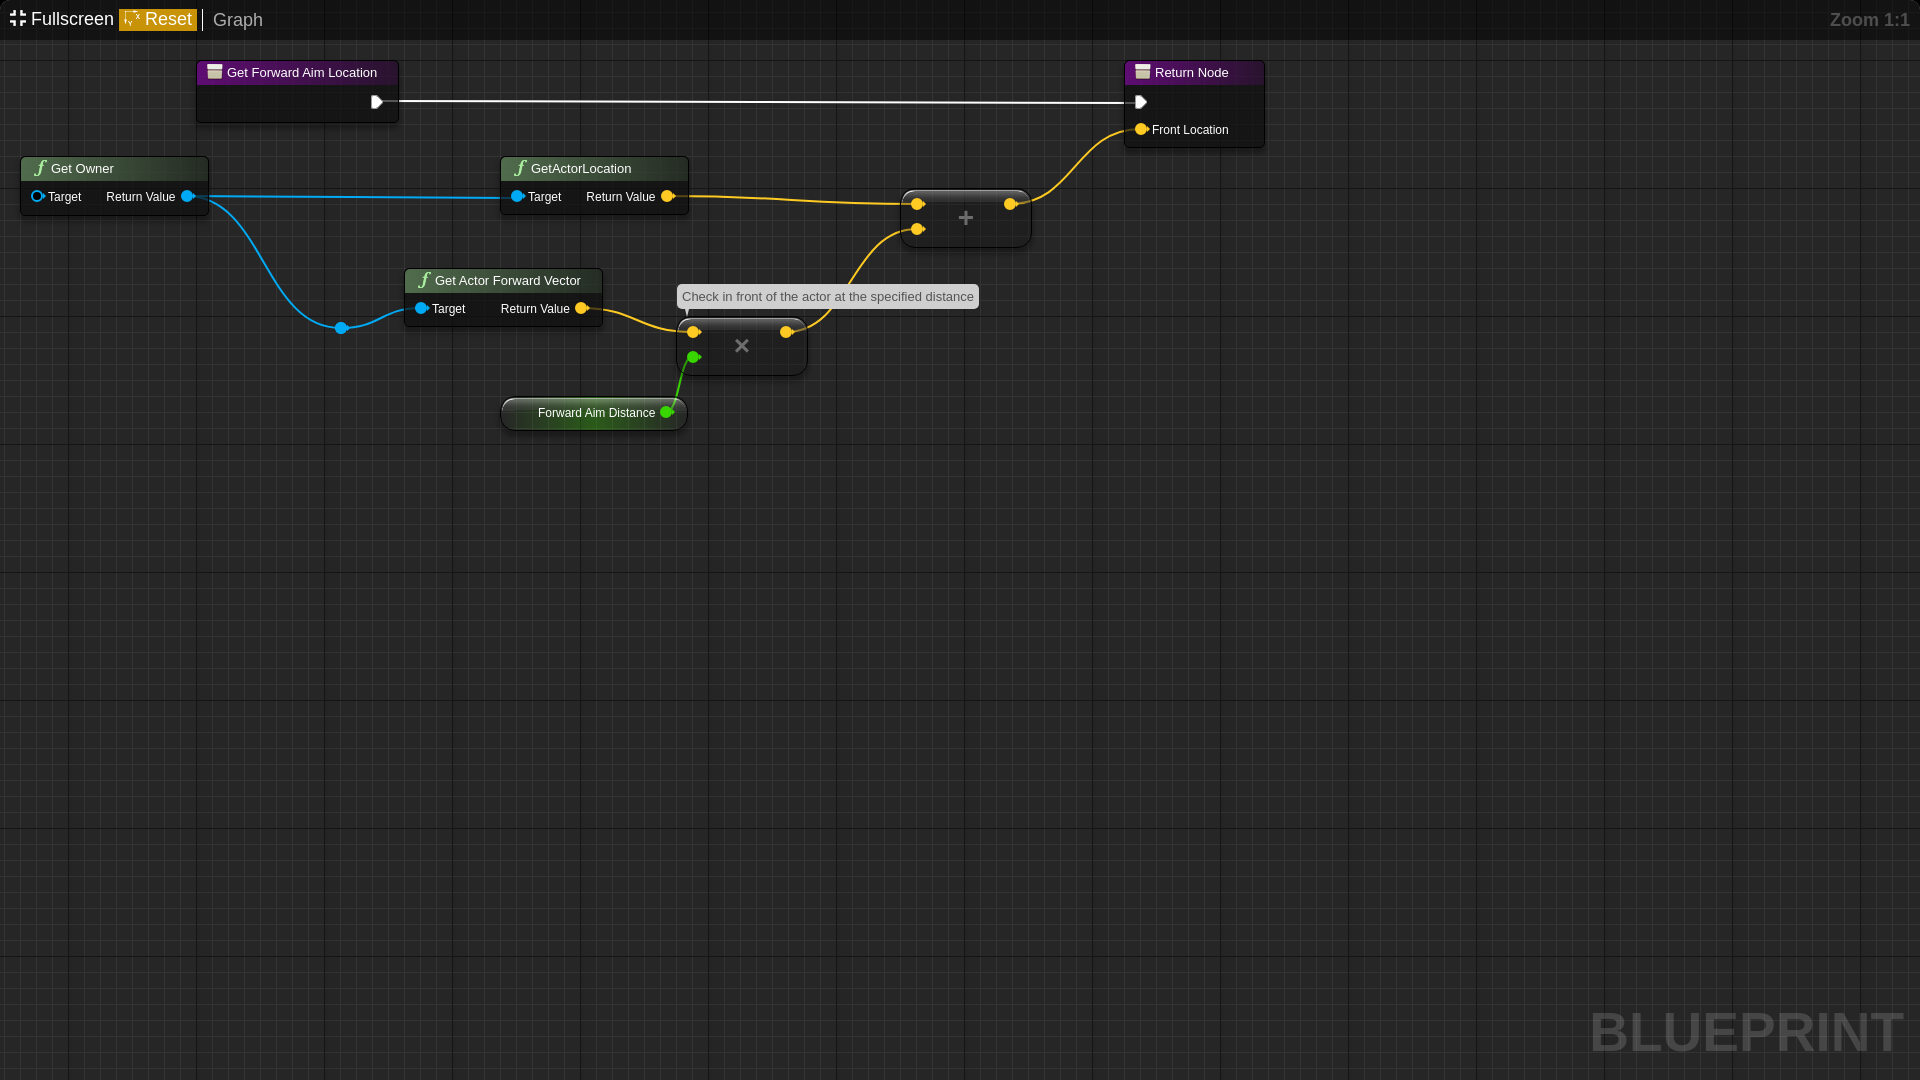 Fullscreen Reset Graph Zoom 1:1
Get Forward Aim Location
Return Node
Front Location
Get Owner
Target Return Value
GetActorLocation
Target Return Value
+
Get Actor Forward Vector
Target Return Value
Check in front of the actor at the specified distance
×
Forward Aim Distance
BLUEPRINT